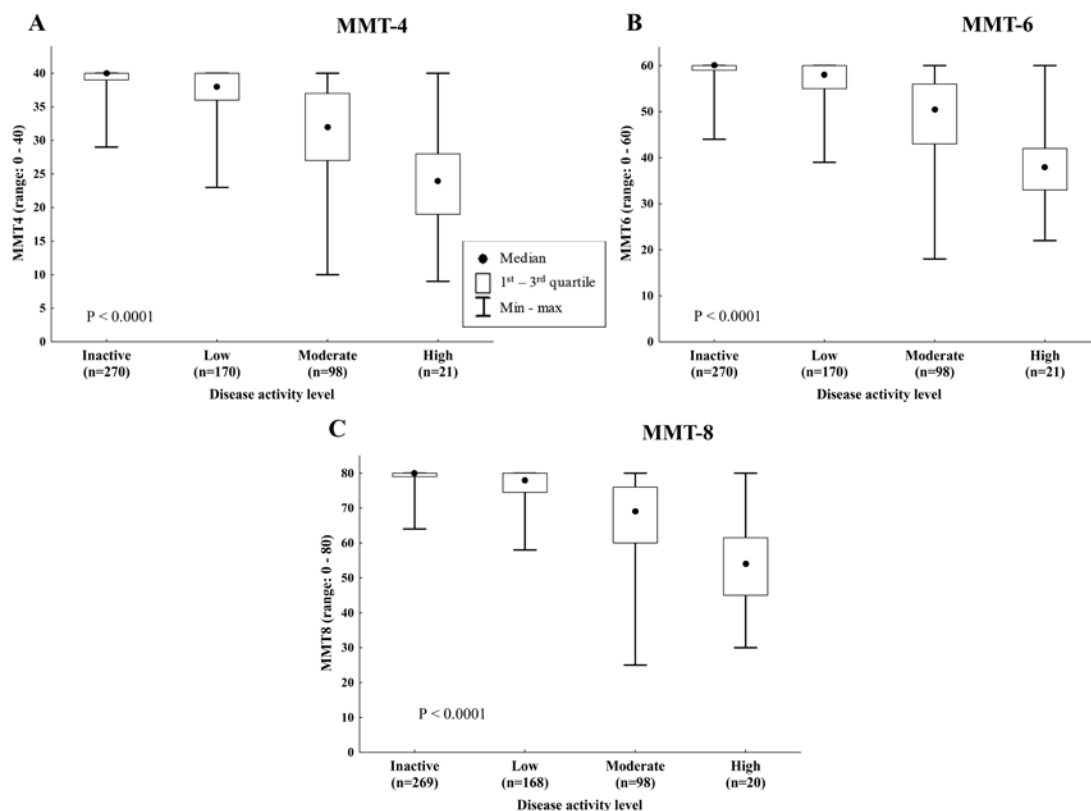 A
MMT-4
MMT4 (range: 0 - 40)
40
35
30
25
20
15
10
5
0
P < 0.0001
Inactive
(n=270)
Low
(n=170)
Moderate
(n=98)
High
(n=21)
Disease activity level
Median
1st – 3rd quartile
Min - max
B
MMT-6
MMT6 (range: 0 - 60)
60
50
40
30
20
10
0
P < 0.0001
Inactive
(n=270)
Low
(n=170)
Moderate
(n=98)
High
(n=21)
Disease activity level
C
MMT-8
MMT8 (range: 0 - 80)
80
70
60
50
40
30
20
10
0
P < 0.0001
Inactive
(n=269)
Low
(n=168)
Moderate
(n=98)
High
(n=20)
Disease activity level